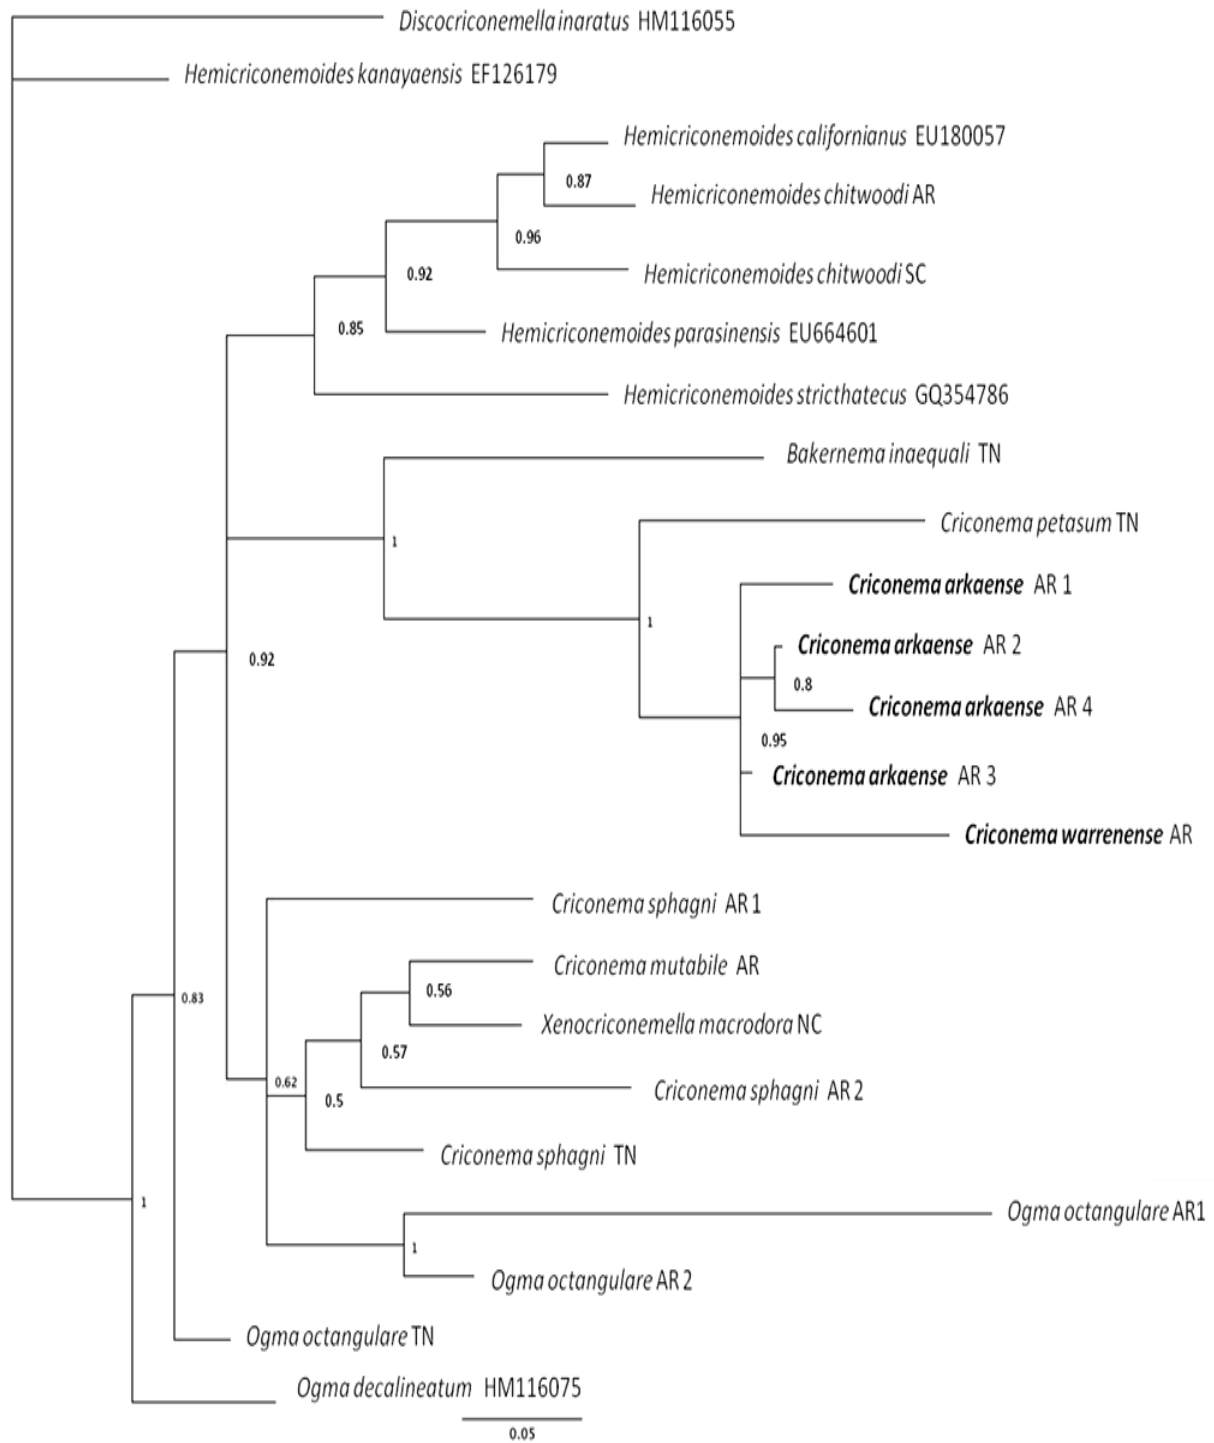 Discocriconemella inaratus HM116055
Hemicriconemoides kanayaensis EF126179
Hemicriconemoides californianus EU180057
0.87
Hemicriconemoides chitwoodi AR
0.96
Hemicriconemoides chitwoodi SC
0.92
0.85
Hemicriconemoides parasinensis EU664601
Hemicriconemoides stricthatecus GQ354786
Bakernema inaequali TN
Criconema petasum TN
1
Criconema arkaense AR 1
1
Criconema arkaense AR 2
0.92
0.8
Criconema arkaense AR 4
0.95
Criconema arkaense AR 3
Criconema warrenense AR
Criconema sphagni AR 1
Criconema mutabile AR
0.83
0.56
Xenocriconemella macrodora NC
0.57
0.62
Criconema sphagni AR 2
0.5
Criconema sphagni TN
1
Ogma octangulare AR1
1
Ogma octangulare AR 2
Ogma octangulare TN
Ogma decalineatum HM116075
0.05